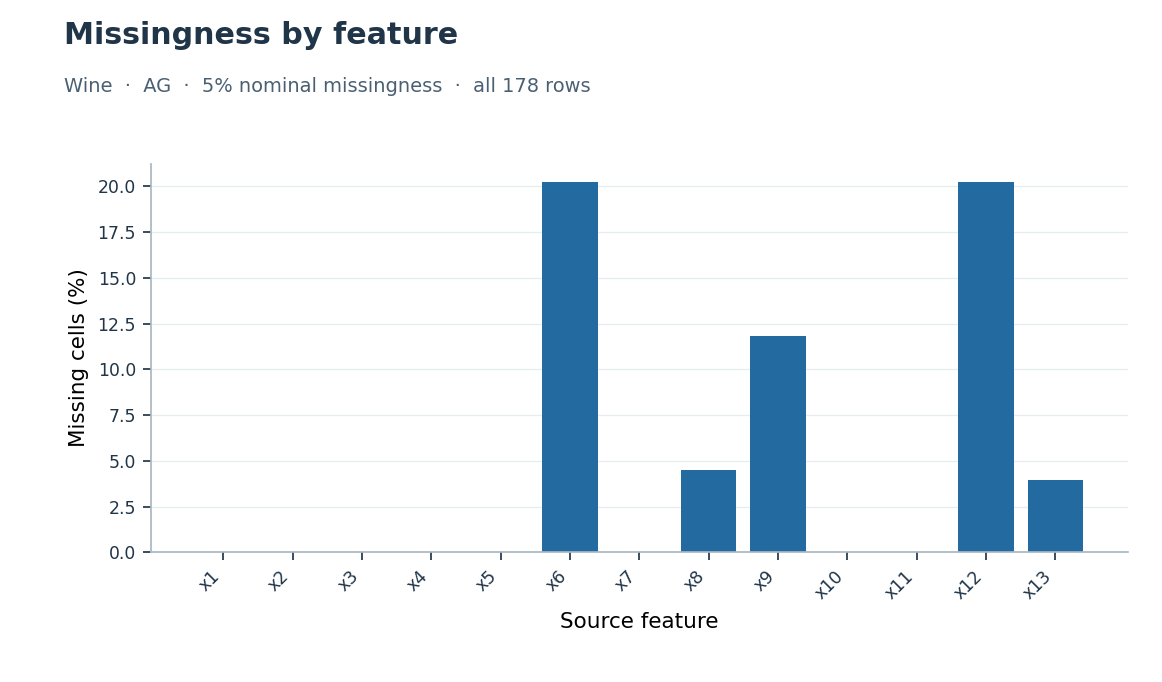 Missingness by feature
Wine · AG · 5% nominal missingness · all 178 rows
Missing cells (%)
20.0
17.5
15.0
12.5
10.0
7.5
5.0
2.5
0.0
x1 x2 x3 x4 x5 x6 x7 x8 x9 x10 x11 x12 x13
Source feature